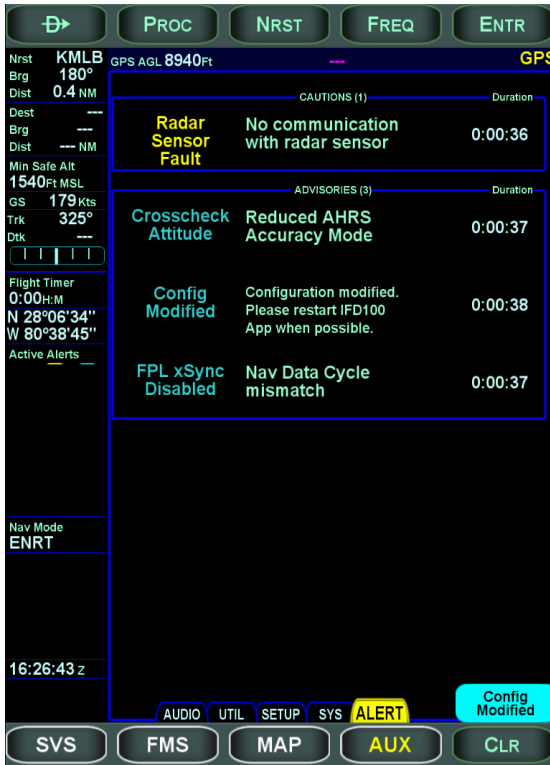 D PROC NRST FREQ ENTR
Nrst KMLB GPS AGL 8940Ft --- GPS
Brg 180°
Dist 0.4 NM
Dest ---
Brg ---
Dist --- NM
Min Safe Alt
1540Ft MSL
GS 179 Kts
Trk 325°
Dtk ---
Flight Timer
0:00H:M
N 28°06'34"
W 80°38'45"
Active Alerts
Nav Mode
ENRT
16:26:43 Z
CAUTIONS (1) Duration
Radar
Sensor
Fault
No communication
with radar sensor
0:00:36
ADVISORIES (3) Duration
Crosscheck
Attitude
Reduced AHRS
Accuracy Mode
0:00:37
Config
Modified
Configuration modified.
Please restart IFD100
App when possible.
0:00:38
FPL xSync
Disabled
Nav Data Cycle
mismatch
0:00:37
AUDIO UTIL SETUP SYS ALERT
Config
Modified
SVS FMS MAP AUX CLR